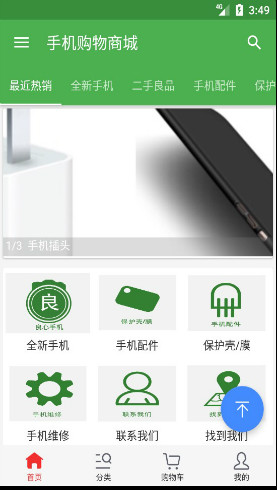 4G 3:49
手机购物商城
最近热销 全新手机 二手良品 手机配件 保护
1/3 手机插头
良
良心手机 保护壳/膜 手机配件
全新手机 手机配件 保护壳/膜
手机维修 联系我们 找到
手机维修 联系我们 找到我们
首页 分类 购物车 我的